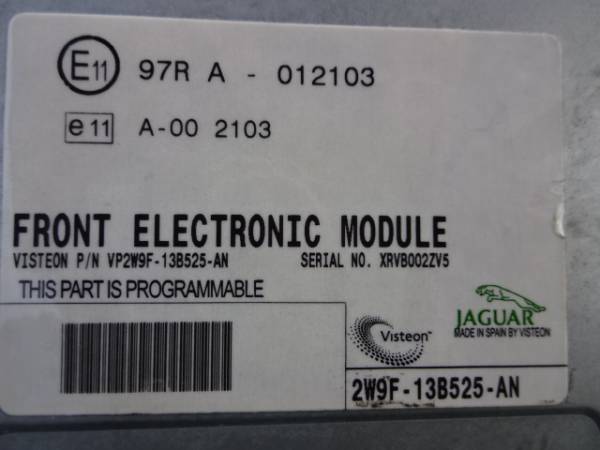 E11 97R A - 012103
e11 A-00 2103
FRONT ELECTRONIC MODULE
VISTEON P/N VP2W9F-13B525-AN SERIAL NO. XRVB002ZV5
THIS PART IS PROGRAMMABLE
Visteon™
JAGUAR
MADE IN SPAIN BY VISTEON
2W9F-13B525-AN